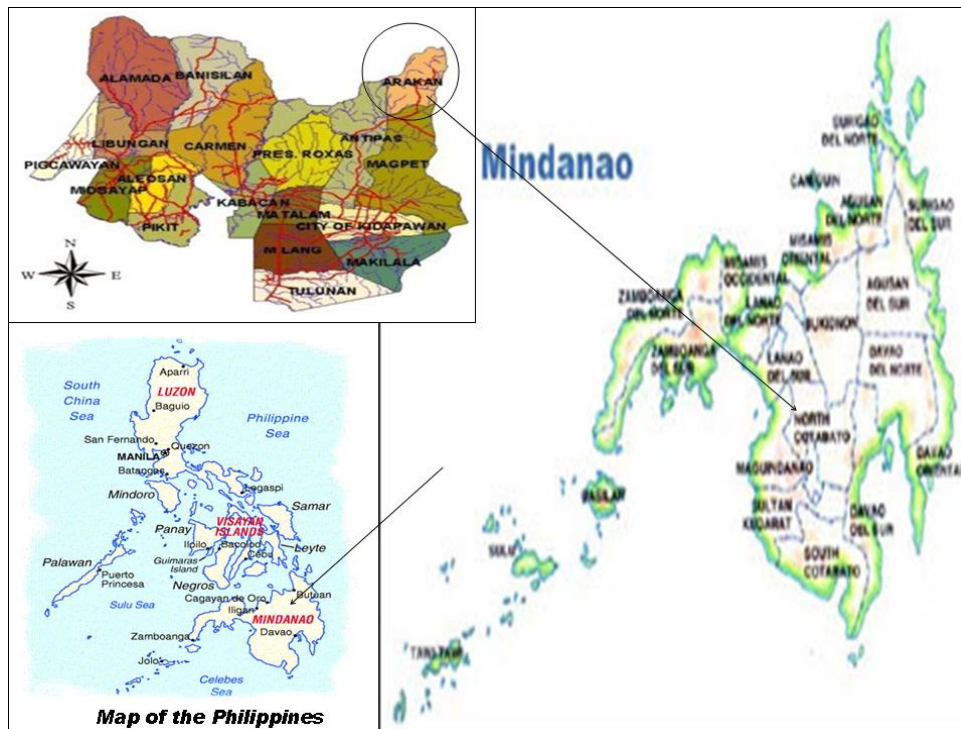 ALAMADA
BANISILAN
ARAKAN
LIBUNGAN
CARMEN
ANTIPAS
PRES. ROXAS
PIGCAWAYAN
ALEOSAN
MAGPET
MIDSAYAP
KABACAN
MATALAM
PIKIT
CITY OF KIDAPAWAN
MLANG
MAKILALA
TULUNAN
N
W
E
S
Mindanao
SURIGAO
DEL NORTE
CAMIGUIN
AGUSAN
DEL NORTE
SURIGAO
DEL SUR
MISAMIS
ORIENTAL
MISAMIS
OCCIDENTAL
ZAMBOANGA
DEL NORTE
LANAO
DEL NORTE
BUKIDNON
AGUSAN
DEL SUR
ZAMBOANGA
DEL SUR
LANAO
DEL SUR
DAVAO
DEL NORTE
NORTH
COTABATO
MAGUINDANAO
DAVAO
ORIENTAL
BASILAN
SULTAN
KUDARAT
DAVAO
DEL SUR
SULU
SOUTH
COTABATO
TAWI TAWI
Aparri
South
China
Sea
LUZON
Baguio
Philippine
Sea
San Fernando
Quezon
MANILA
Batangas
Mindoro
Legaspi
Samar
VISAYAN
ISLANDS
Panay
Iloilo
Bacolod
Leyte
Guimaras
Island
Cebu
Palawan
Puerto
Princesa
Negros
Sulu Sea
Cagayan de Oro
Butuan
Iligan
MINDANAO
Zamboanga
Davao
Jolo
Celebes
Sea
Map of the Philippines